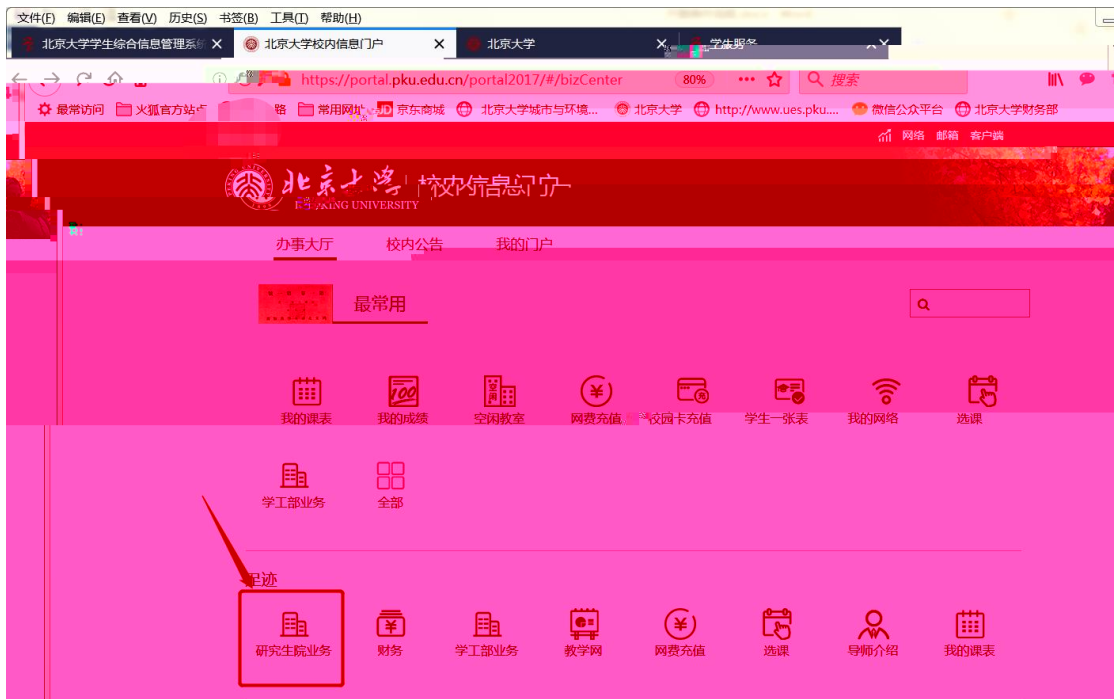 文件(F) 编辑(E) 查看(V) 历史(S) 书签(B) 工具(T) 帮助(H)
北京大学学生综合信息管理系统 北京大学校内信息门户 北京大学 学生服务
https://portal.pku.edu.cn/portal2017/#/bizCenter 80% 搜索
最常访问 火狐官方站点 常用网址 京东商城 北京大学城市与环境... 北京大学 http://www.ues.pku.... 微信公众平台 北京大学财务部
网络 邮箱 客户端
北京大学 校内信息门户
PEKING UNIVERSITY
办事大厅 校内公告 我的门户
最常用
我的课表 我的成绩 空闲教室 网费充值 校园卡充值 学生一张表 我的网络 选课
学工部业务 全部
足迹
研究生院业务 财务 学工部业务 教学网 网费充值 选课 导师介绍 我的课表